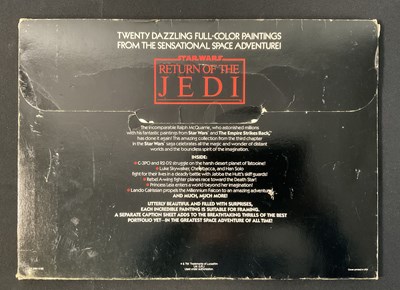 TWENTY DAZZLING FULL-COLOR PAINTINGS
FROM THE SENSATIONAL SPACE ADVENTURE!
STAR WARS
RETURN OF THE
JEDI
The incomparable Ralph McQuarrie, who astonished millions
with his fantastic paintings from Star Wars and The Empire Strikes Back,
has done it again! This amazing collection from the third chapter
in the Star Wars saga celebrates all the magic and wonder of distant
worlds and the boundless spirit of the imagination.
INSIDE:
C-3PO and R2-D2 struggle on the harsh desert planet of Tatooine!
Luke Skywalker, Chewbacca, and Han Solo
fight for their lives in a deadly battle with Jabba the Hutt's skiff guards!
Rebel A-wing fighter planes race toward the Death Star!
Princess Leia enters a world beyond her imagination!
Lando Calrissian propels the Millennium Falcon to an amazing adventure!
AND MUCH, MUCH MORE!
UTTERLY BEAUTIFUL AND FILLED WITH SURPRISES,
EACH INCREDIBLE PAINTING IS SUITABLE FOR FRAMING.
A SEPARATE CAPTION SHEET ADDS TO THE BREATHTAKING THRILLS OF THE BEST
PORTFOLIO YET—IN THE GREATEST SPACE ADVENTURE OF ALL TIME!